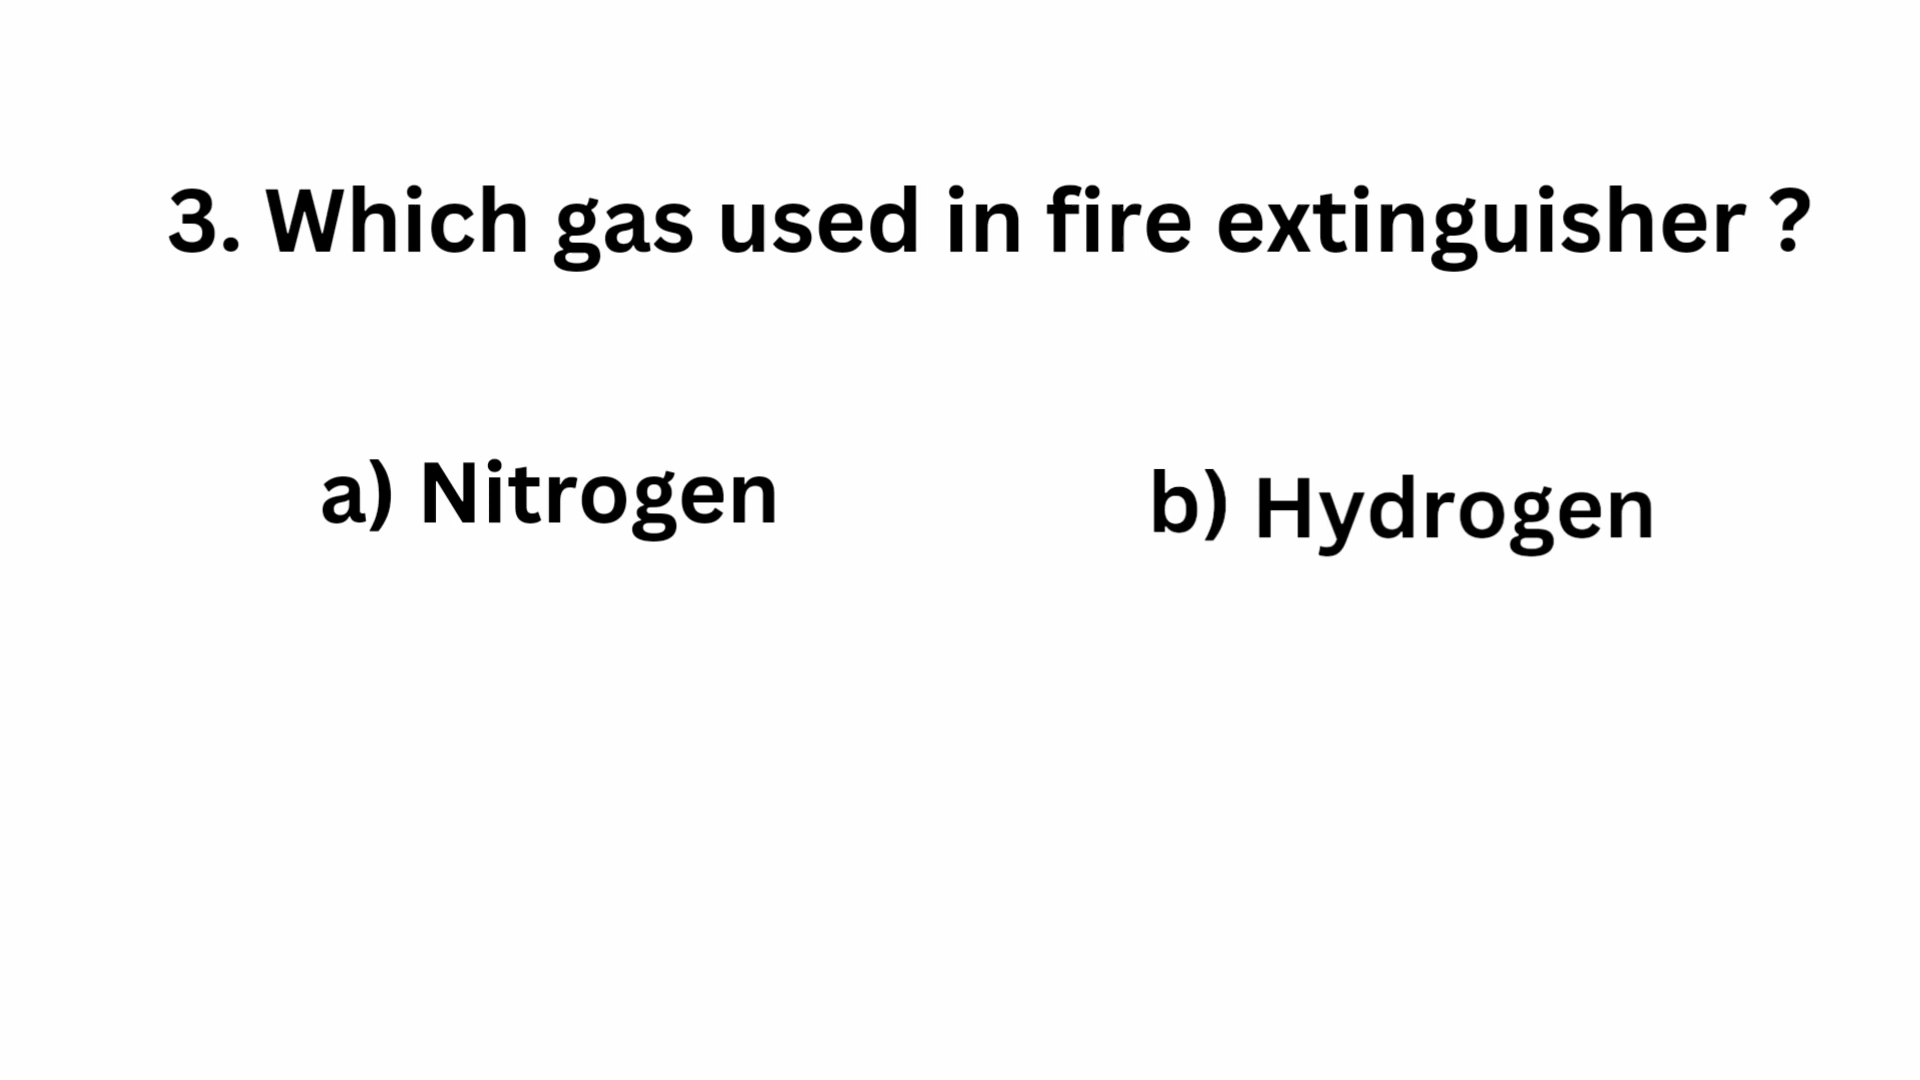 3. Which gas used in fire extinguisher ?
a) Nitrogen
b) Hydrogen